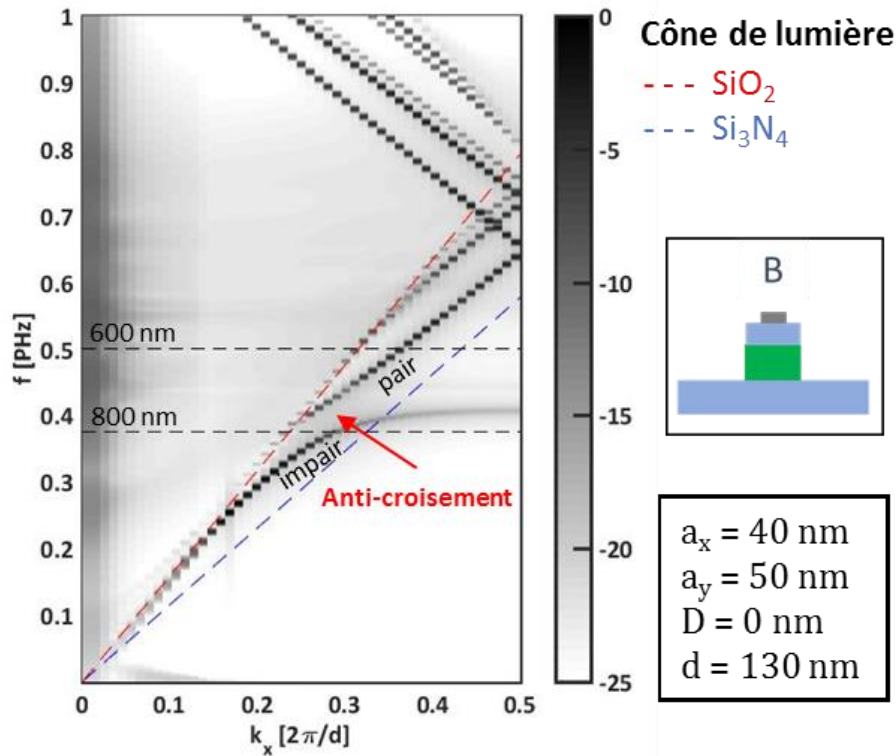 1
0.9
0.8
0.7
0.6
0.5
0.4
0.3
0.2
0.1
f [PHz]
600 nm
800 nm
pair
impair
Anti-croisement
0 0.1 0.2 0.3 0.4 0.5
kₓ [2π/d]
0
-5
-10
-15
-20
-25
Cône de lumière
--- SiO₂
--- Si₃N₄
B
aₓ = 40 nm
a_y = 50 nm
D = 0 nm
d = 130 nm